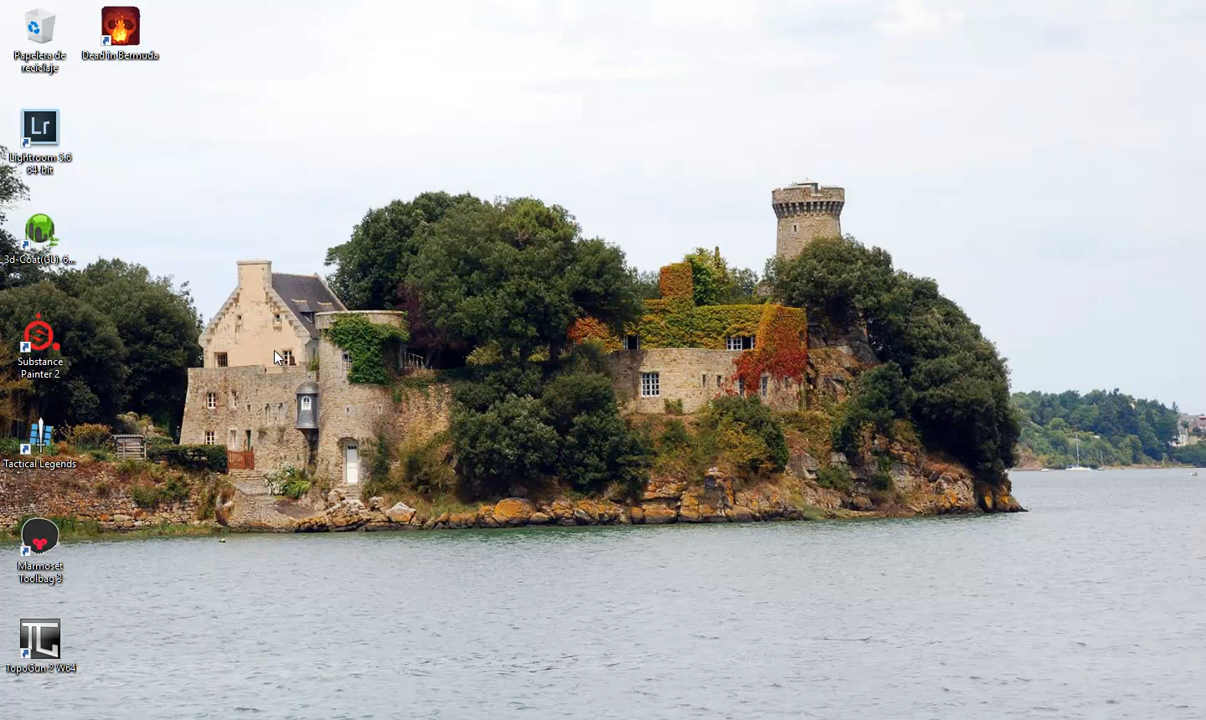 Papelera de
reciclaje
Dead in Bermuda
Lr
Lightroom 5.6
64-bit
3d-Coat(GL)-6...
Substance
Painter 2
Tactical Legends
Marmoset
Toolbag 3
TG
TopoGun 2 W64